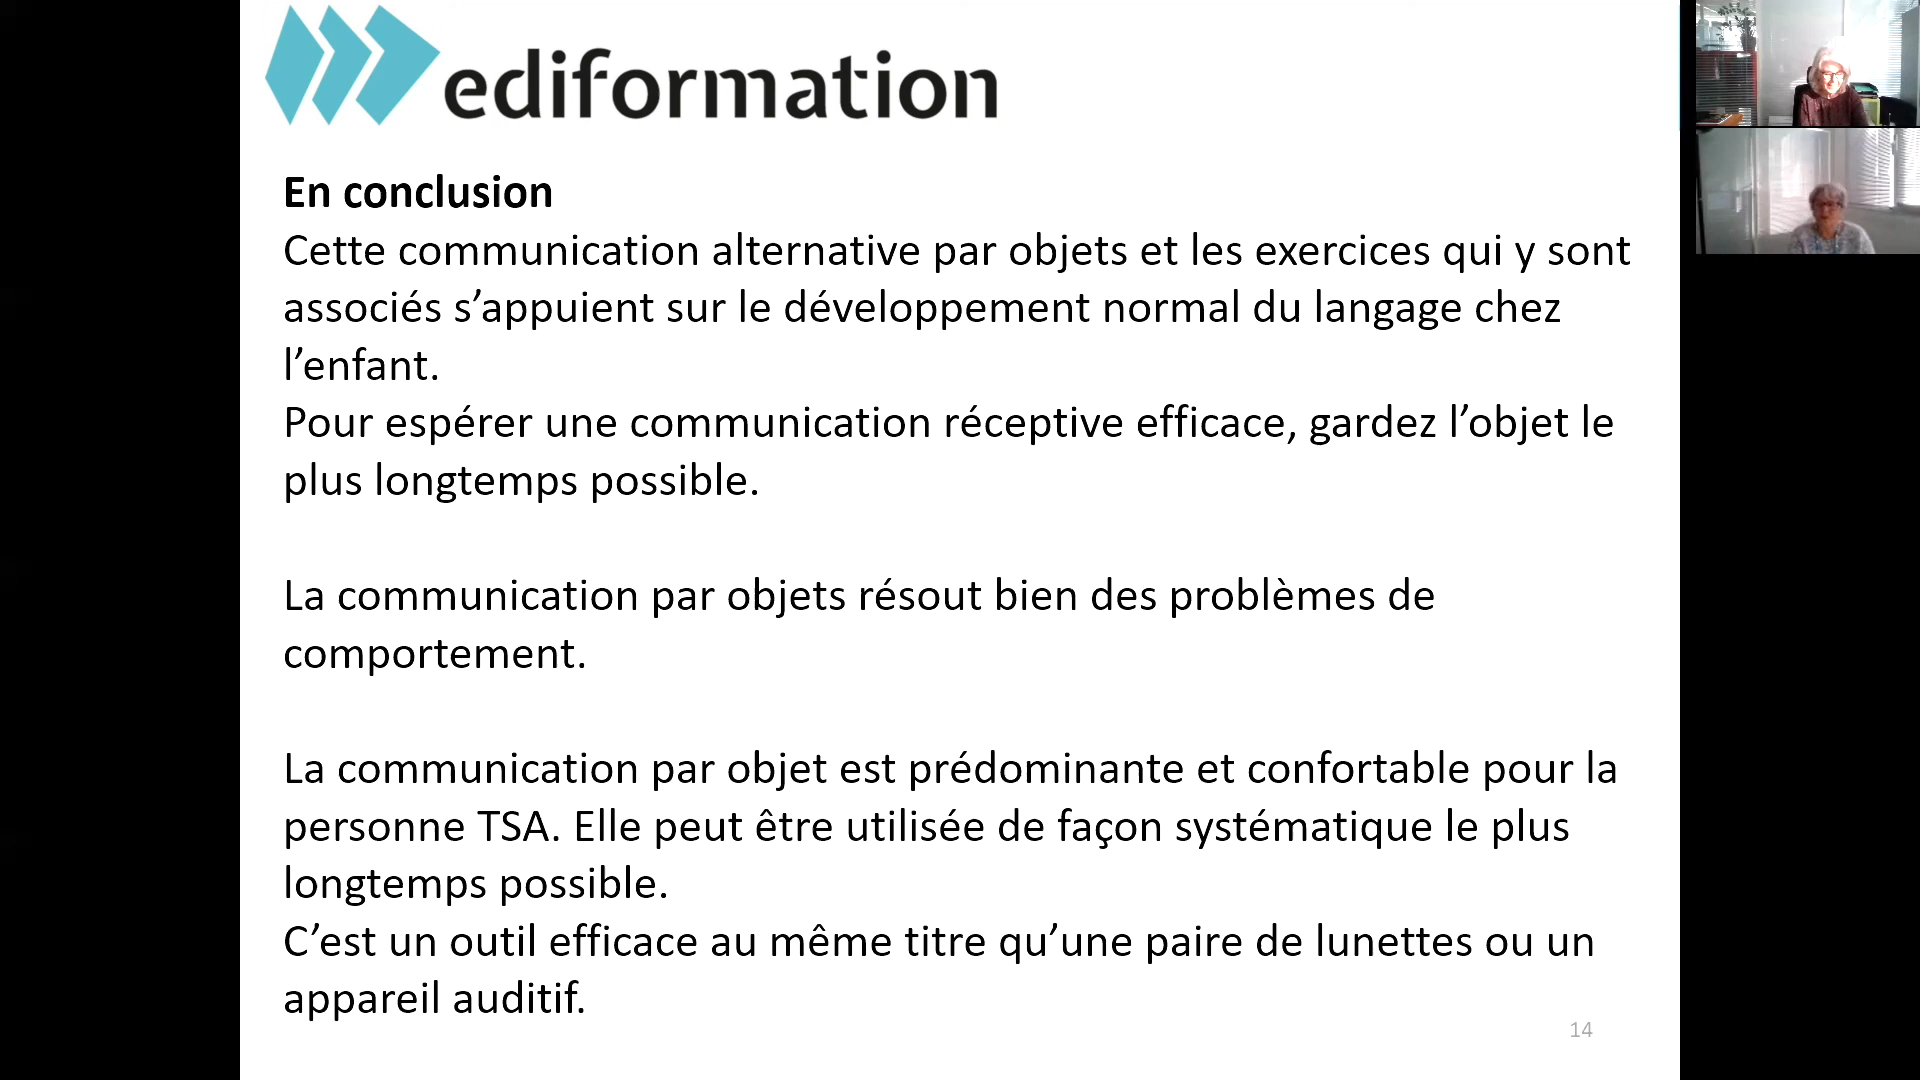 ediformation
En conclusion
Cette communication alternative par objets et les exercices qui y sont
associés s’appuient sur le développement normal du langage chez
l’enfant.
Pour espérer une communication réceptive efficace, gardez l’objet le
plus longtemps possible.
La communication par objets résout bien des problèmes de
comportement.
La communication par objet est prédominante et confortable pour la
personne TSA. Elle peut être utilisée de façon systématique le plus
longtemps possible.
C’est un outil efficace au même titre qu’une paire de lunettes ou un
appareil auditif.
14